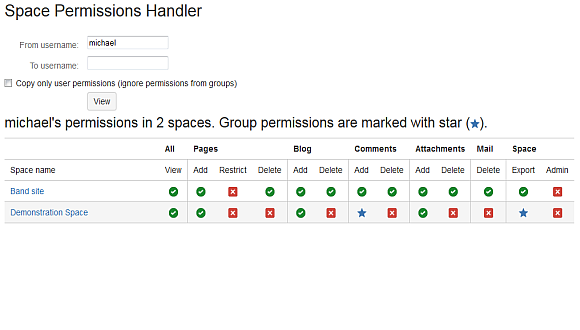 Space Permissions Handler
From username: michael
To username:
Copy only user permissions (ignore permissions from groups)
View
michael's permissions in 2 spaces. Group permissions are marked with star (★).
All Pages Blog Comments Attachments Mail Space
Space name View Add Restrict Delete Add Delete Add Delete Add Delete Delete Export Admin
Band site
Demonstration Space